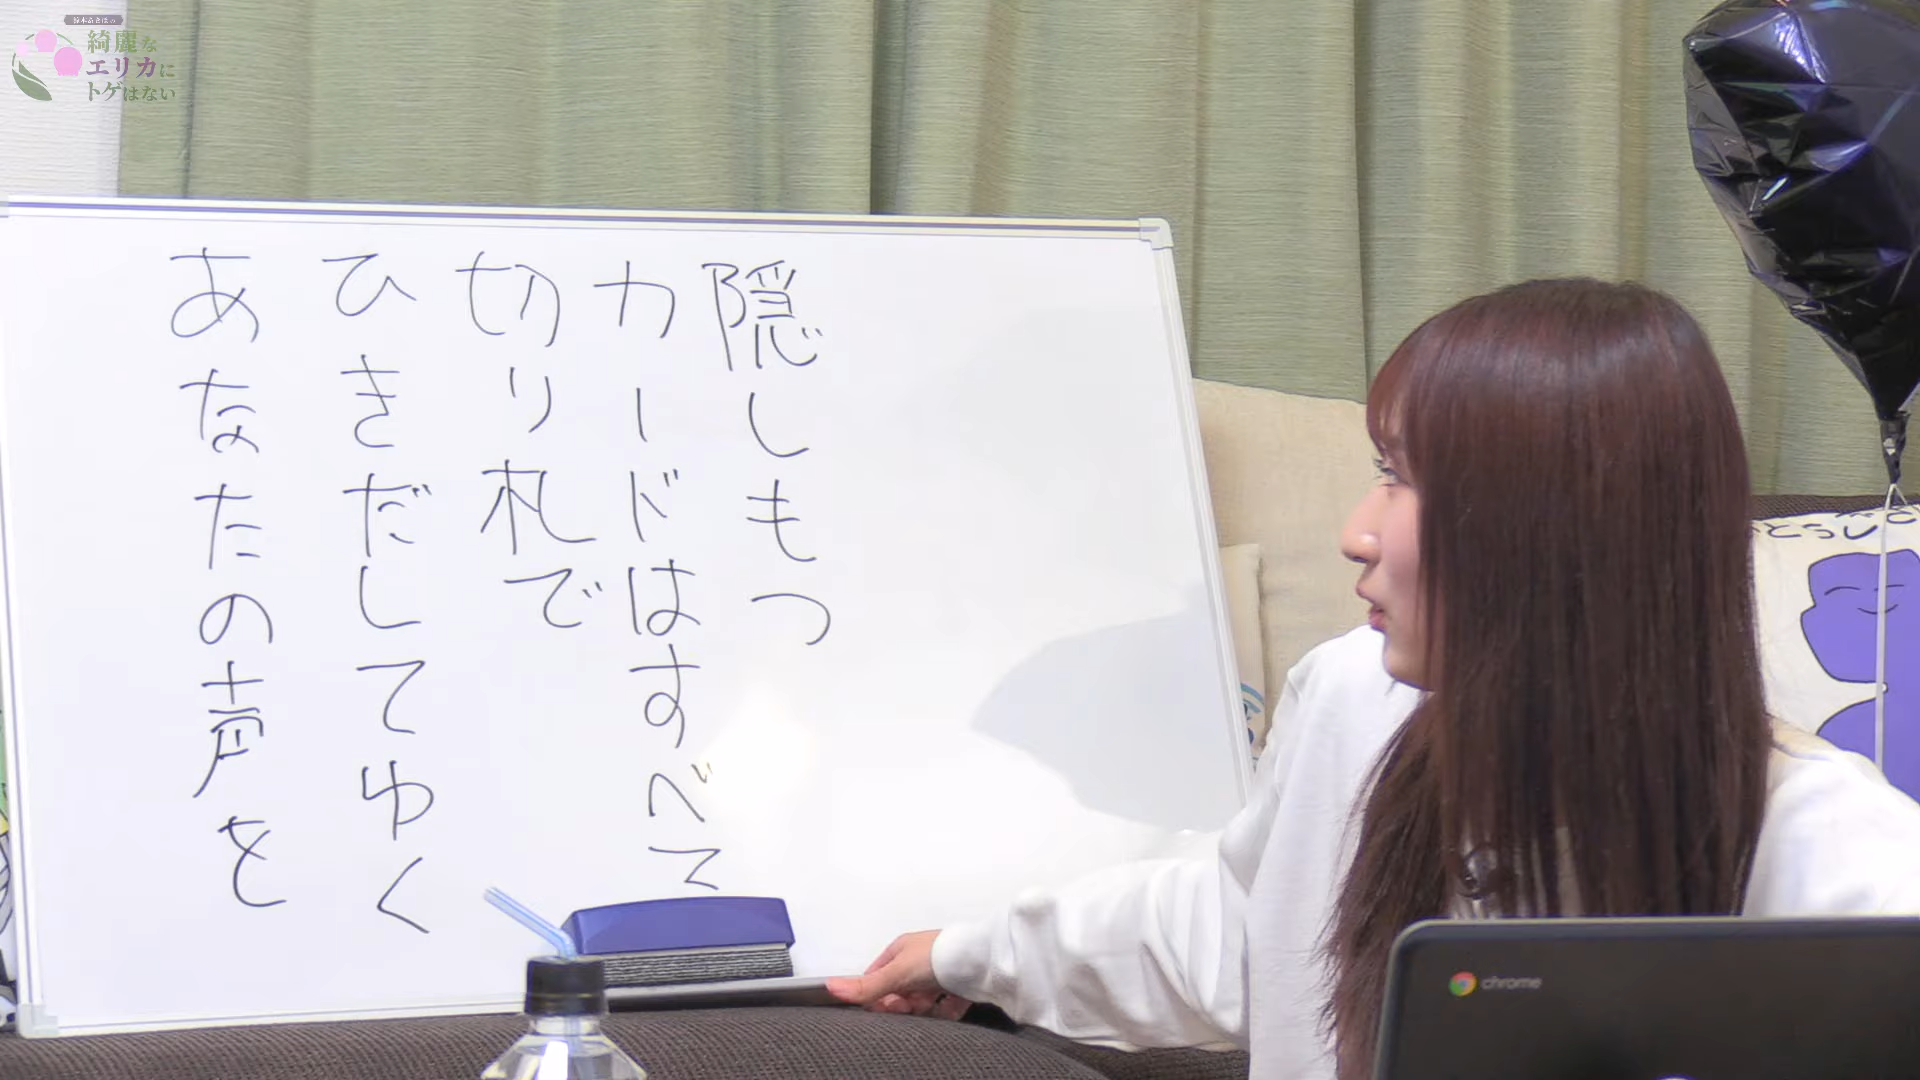 綺麗な
エリカに
トゲはない
隠しもつ
カードはすべて
切り札で
ひきだしてゆく
あなたの声を
chrome